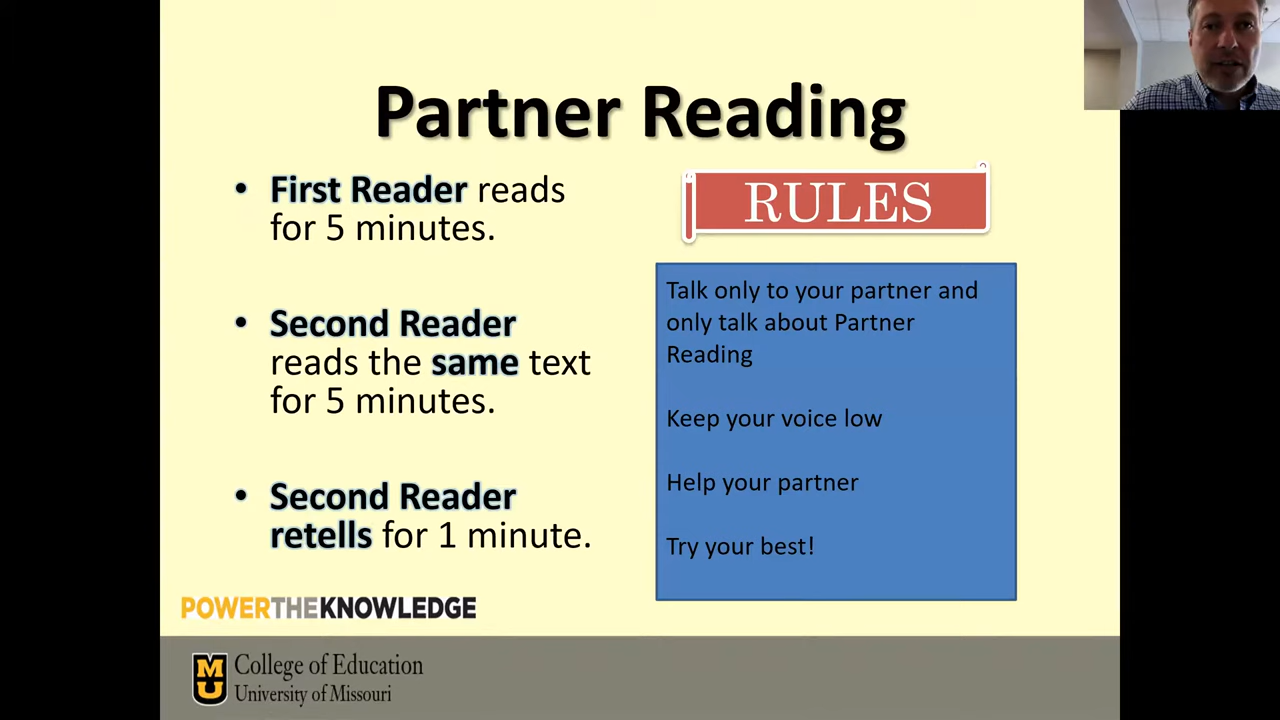 Partner Reading
• First Reader reads
for 5 minutes.
• Second Reader
reads the same text
for 5 minutes.
• Second Reader
retells for 1 minute.
RULES
Talk only to your partner and
only talk about Partner
Reading
Keep your voice low
Help your partner
Try your best!
POWERTHEKNOWLEDGE
MU
College of Education
University of Missouri